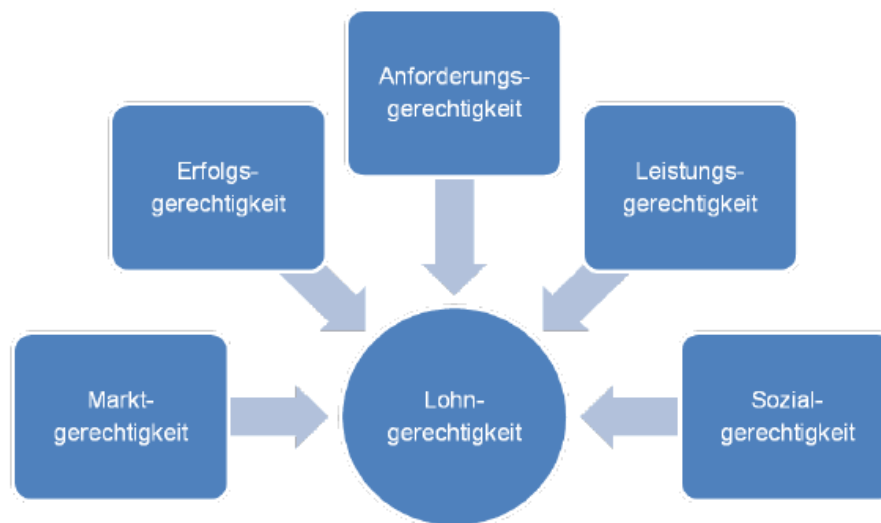 Anforderungs-
gerechtigkeit
Erfolgs-
gerechtigkeit
Leistungs-
gerechtigkeit
Markt-
gerechtigkeit
Lohn-
gerechtigkeit
Sozial-
gerechtigkeit